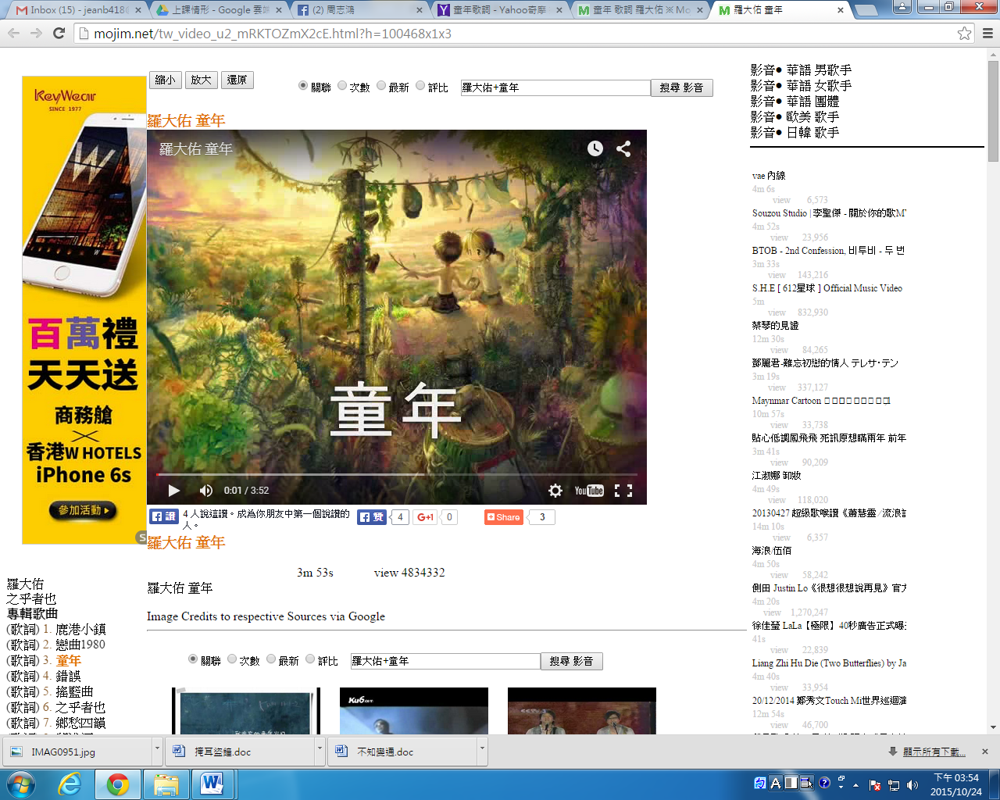 Inbox (15) - jeanb418@
上課情形 - Google 雲端
(2) 周志鴻
童年歌詞 - Yahoo奇摩
童年 歌詞 羅大佑 ※ Mo
羅大佑 童年
mojim.net/tw_video_u2_mRKTOZmX2cE.html?h=100468x1x3
KeyWear
SINCE 1977
百萬禮
天天送
商務艙
香港W HOTELS
iPhone 6s
參加活動
縮小 放大 還原
關聯 次數 最新 評比 羅大佑+童年 搜尋 影音
羅大佑 童年
羅大佑 童年
童年
0:01 / 3:52
YouTube
讚 4 人說這讚。成為你朋友中第一個說讚的人。
赞 4 G+1 0 Share 3
羅大佑 童年
3m 53s view 4834332
羅大佑 童年
Image Credits to respective Sources via Google
關聯 次數 最新 評比 羅大佑+童年 搜尋 影音
Ku6.com
羅大佑
之乎者也
專輯歌曲
(歌詞) 1. 鹿港小鎮
(歌詞) 2. 戀曲1980
(歌詞) 3. 童年
(歌詞) 4. 錯誤
(歌詞) 5. 搖籃曲
(歌詞) 6. 之乎者也
(歌詞) 7. 鄉愁四韻
影音● 華語 男歌手
影音● 華語 女歌手
影音● 華語 團體
影音● 歐美 歌手
影音● 日韓 歌手
vae 內線
4m 6s
view 6,573
Souzou Studio | 李聖傑 - 關於你的歌M
4m 52s
view 23,956
BTOB - 2nd Confession, 비투비 - 두 번
3m 33s
view 143,216
S.H.E [ 612星球 ] Official Music Video
5m
view 832,930
蔡琴的見證
12m 30s
view 84,265
鄧麗君-難忘初戀的情人 テレサ・テン
3m 19s
view 337,127
Maynmar Cartoon
10m 57s
view 33,738
貼心低調鳳飛飛 死訊原想瞞兩年 前年
3m 41s
view 90,209
江淑娜 卸妝
4m 49s
view 118,020
20130427 超級歌喉讚《蕭慧靈／流浪
14m 10s
view 6,357
海浪/伍佰
4m 50s
view 58,242
側田 Justin Lo《很想很想說再見》官方
4m 20s
view 1,270,247
徐佳瑩 LaLa【極限】40秒廣告正式曝光
41s
view 22,839
Liang Zhi Hu Die (Two Butterflies) by Ja
4m 40s
view 33,954
20/12/2014 鄭秀文Touch Mi世界巡迴演
12m 54s
view 46,700
IMAG0951.jpg
掩耳盜鐘.doc
不知變通.doc
顯示所有下載...
下午 03:54
2015/10/24